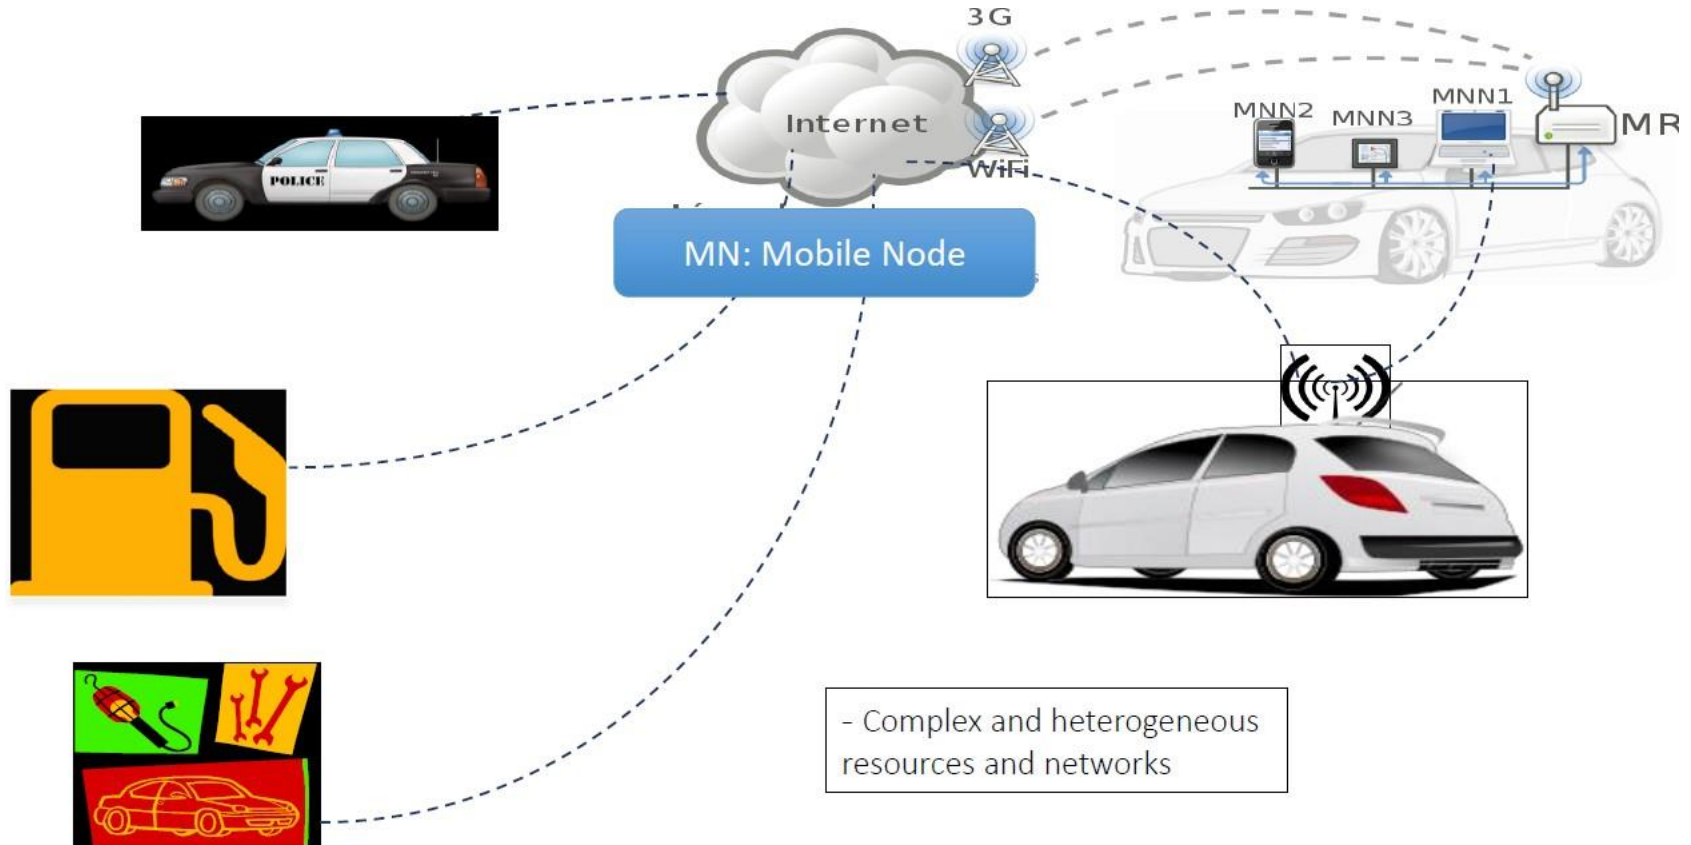 3G
Internet
WiFi
MNN2
MNN3
MNN1
MR
POLICE
MN: Mobile Node
- Complex and heterogeneous
resources and networks